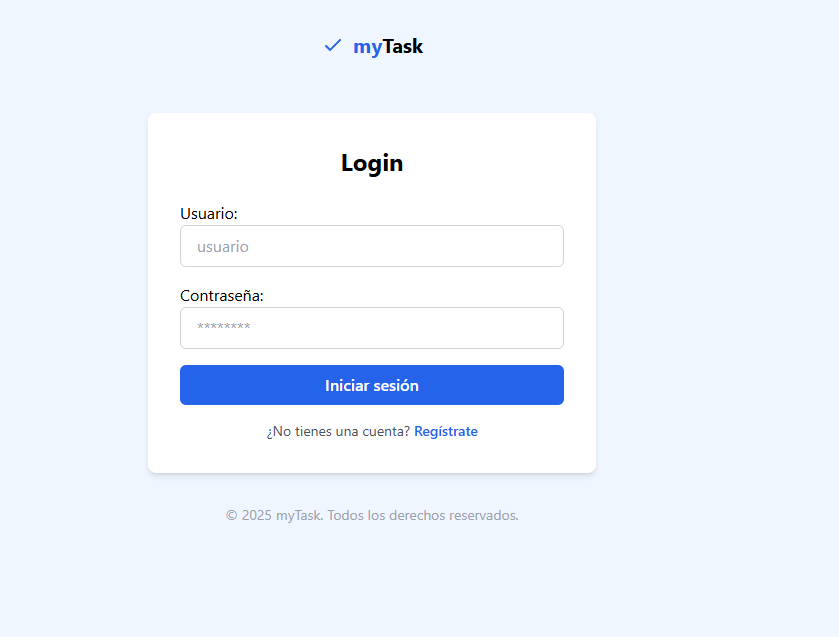 myTask
Login
Usuario:
usuario
Contraseña:
********
Iniciar sesión
¿No tienes una cuenta? Regístrate
© 2025 myTask. Todos los derechos reservados.